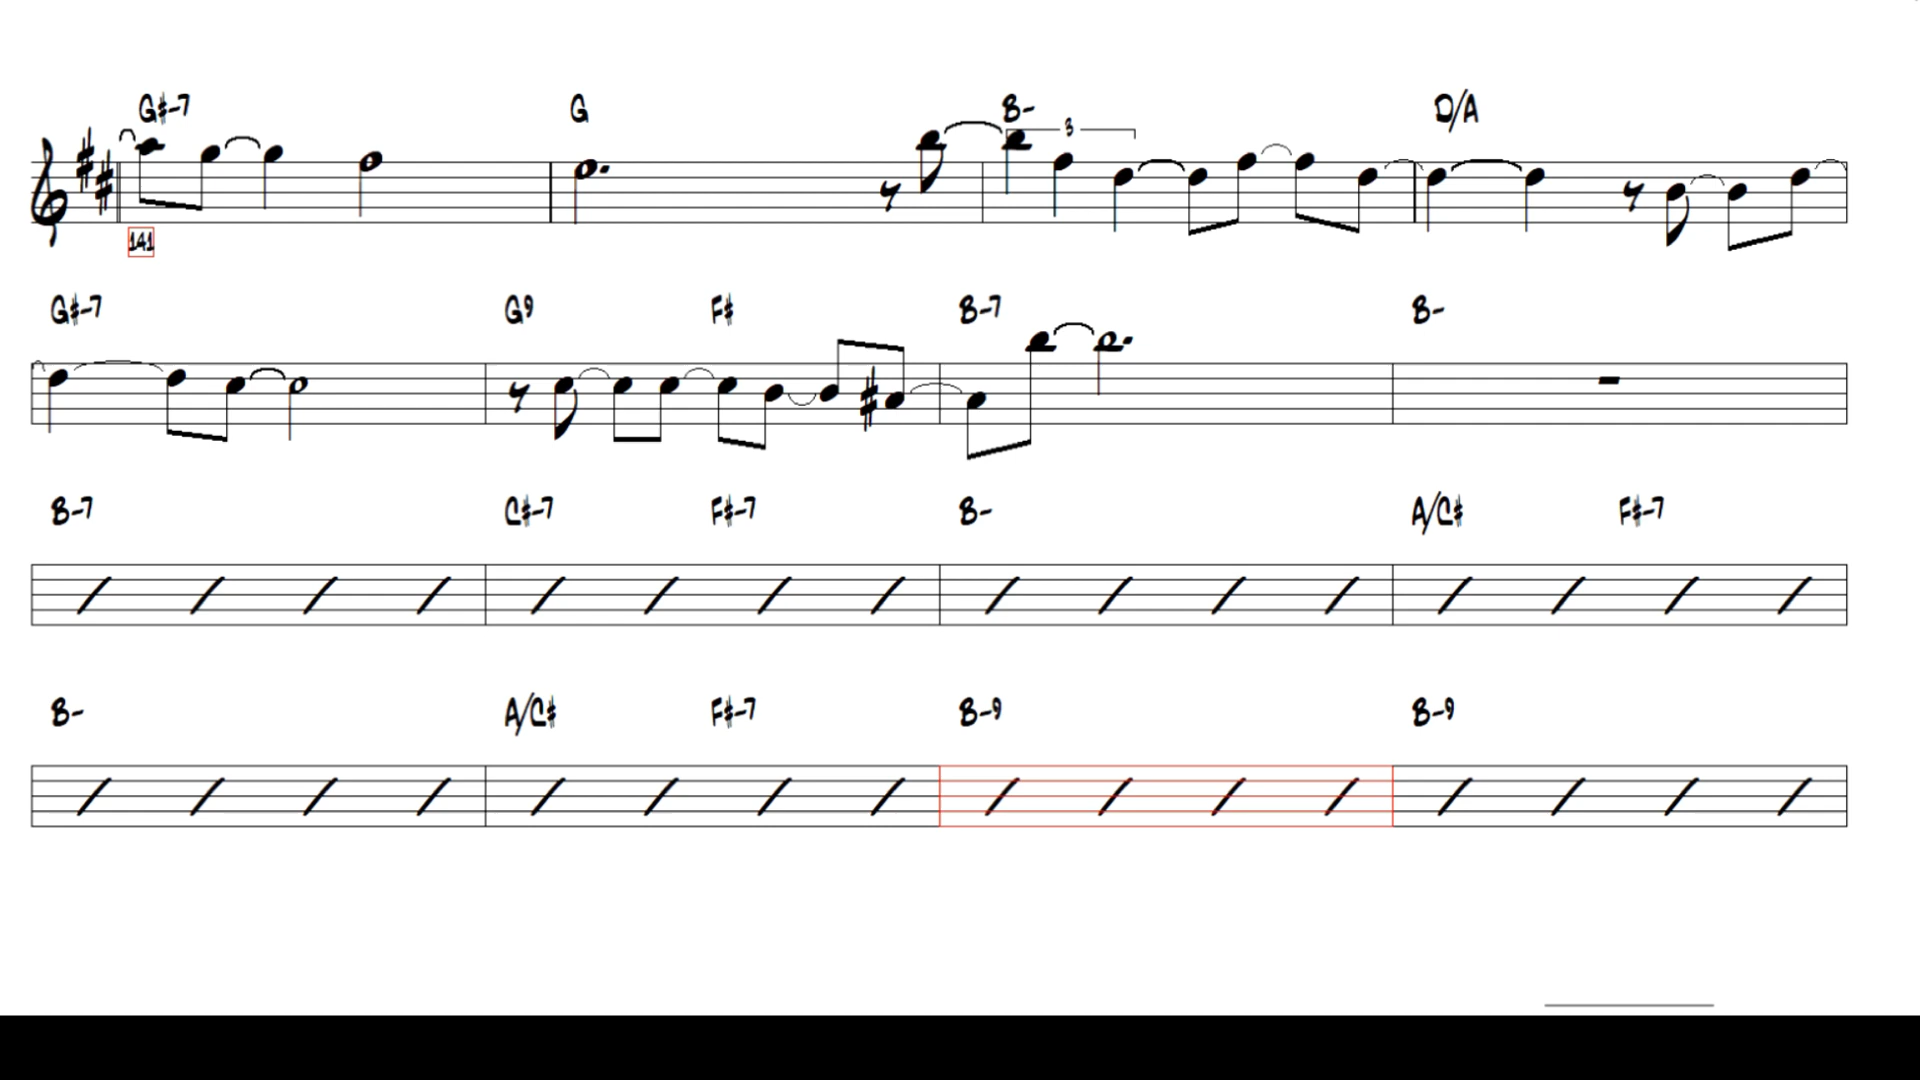 G♯-7 G B- D/A
3
141
G♯-7 G9 F♯ B-7 B-
B-7 C♯-7 F♯-7 B- A/C♯ F♯-7
B- A/C♯ F♯-7 B-9 B-9